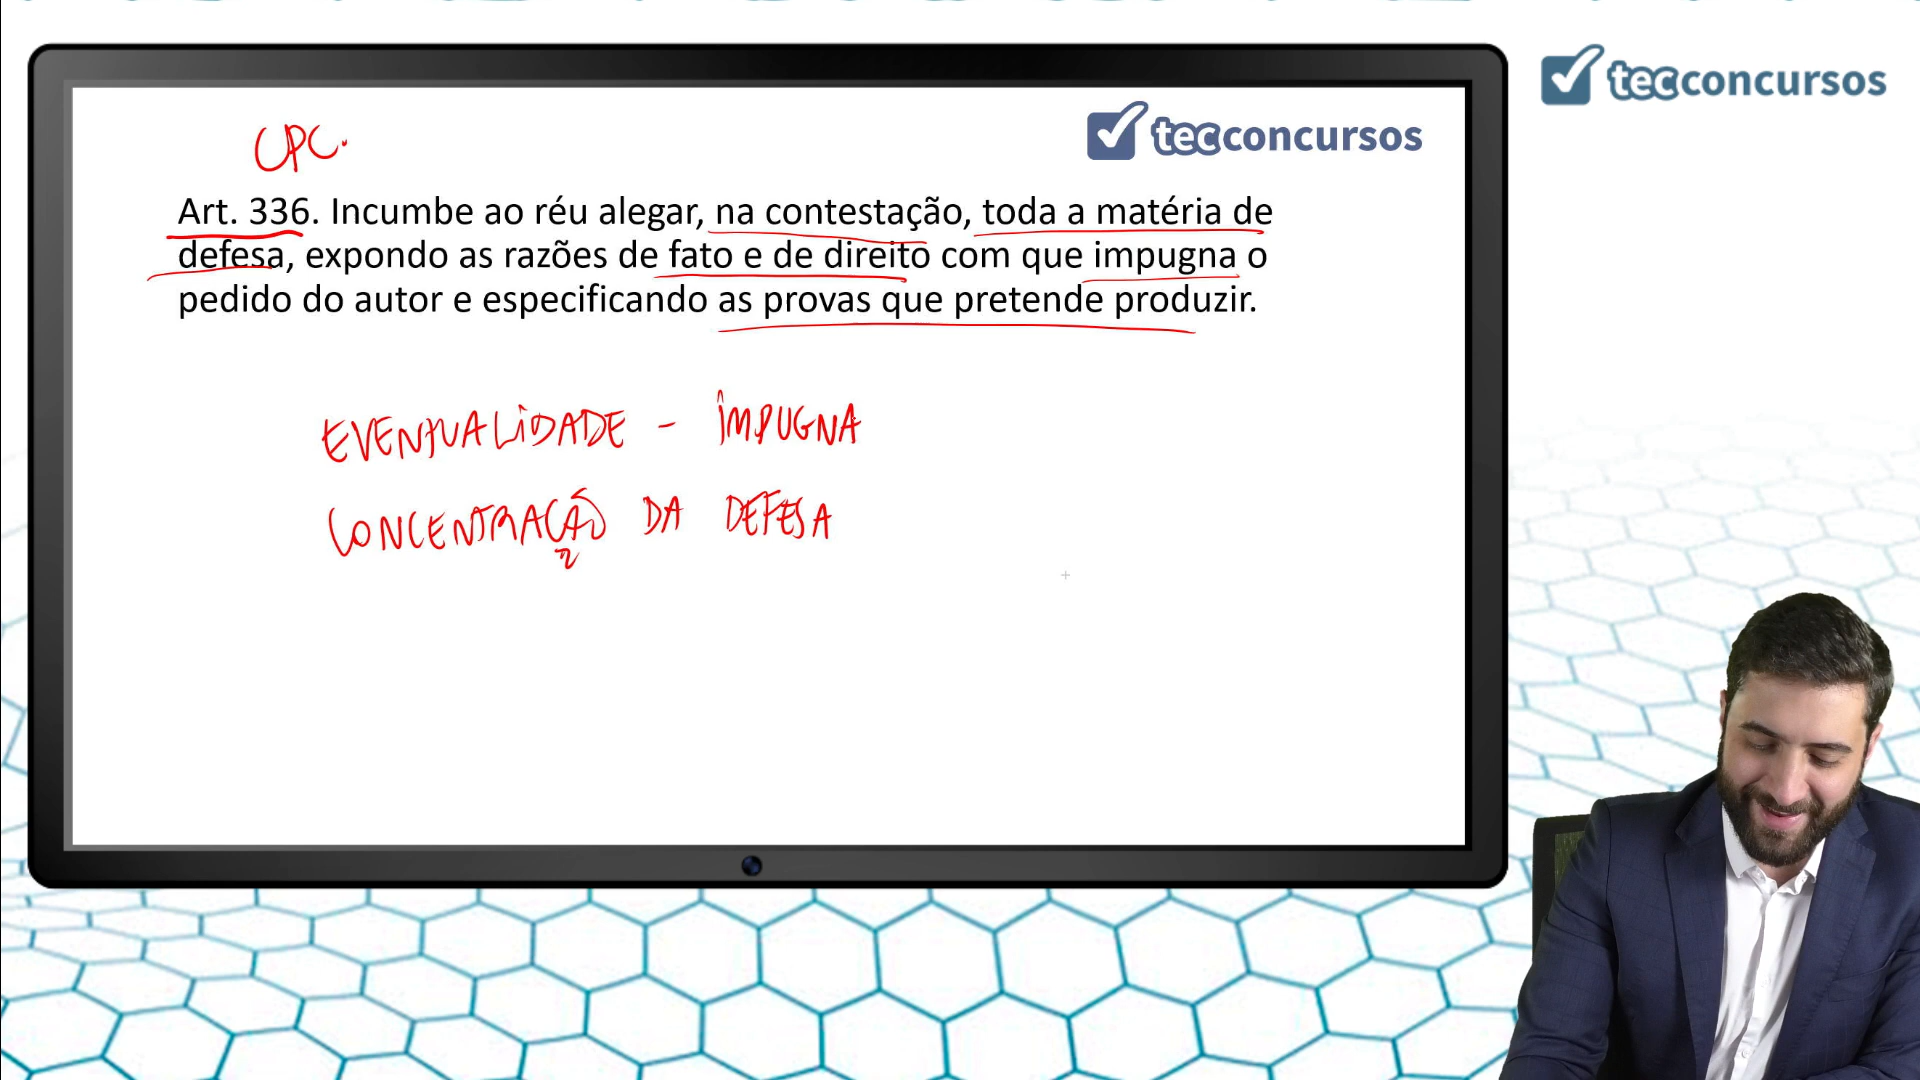 tecconcursos
tecconcursos
CPC.
Art. 336. Incumbe ao réu alegar, na contestação, toda a matéria de
defesa, expondo as razões de fato e de direito com que impugna o
pedido do autor e especificando as provas que pretende produzir.
EVENTUALIDADE - IMPUGNA
CONCENTRAÇÃO DA DEFESA